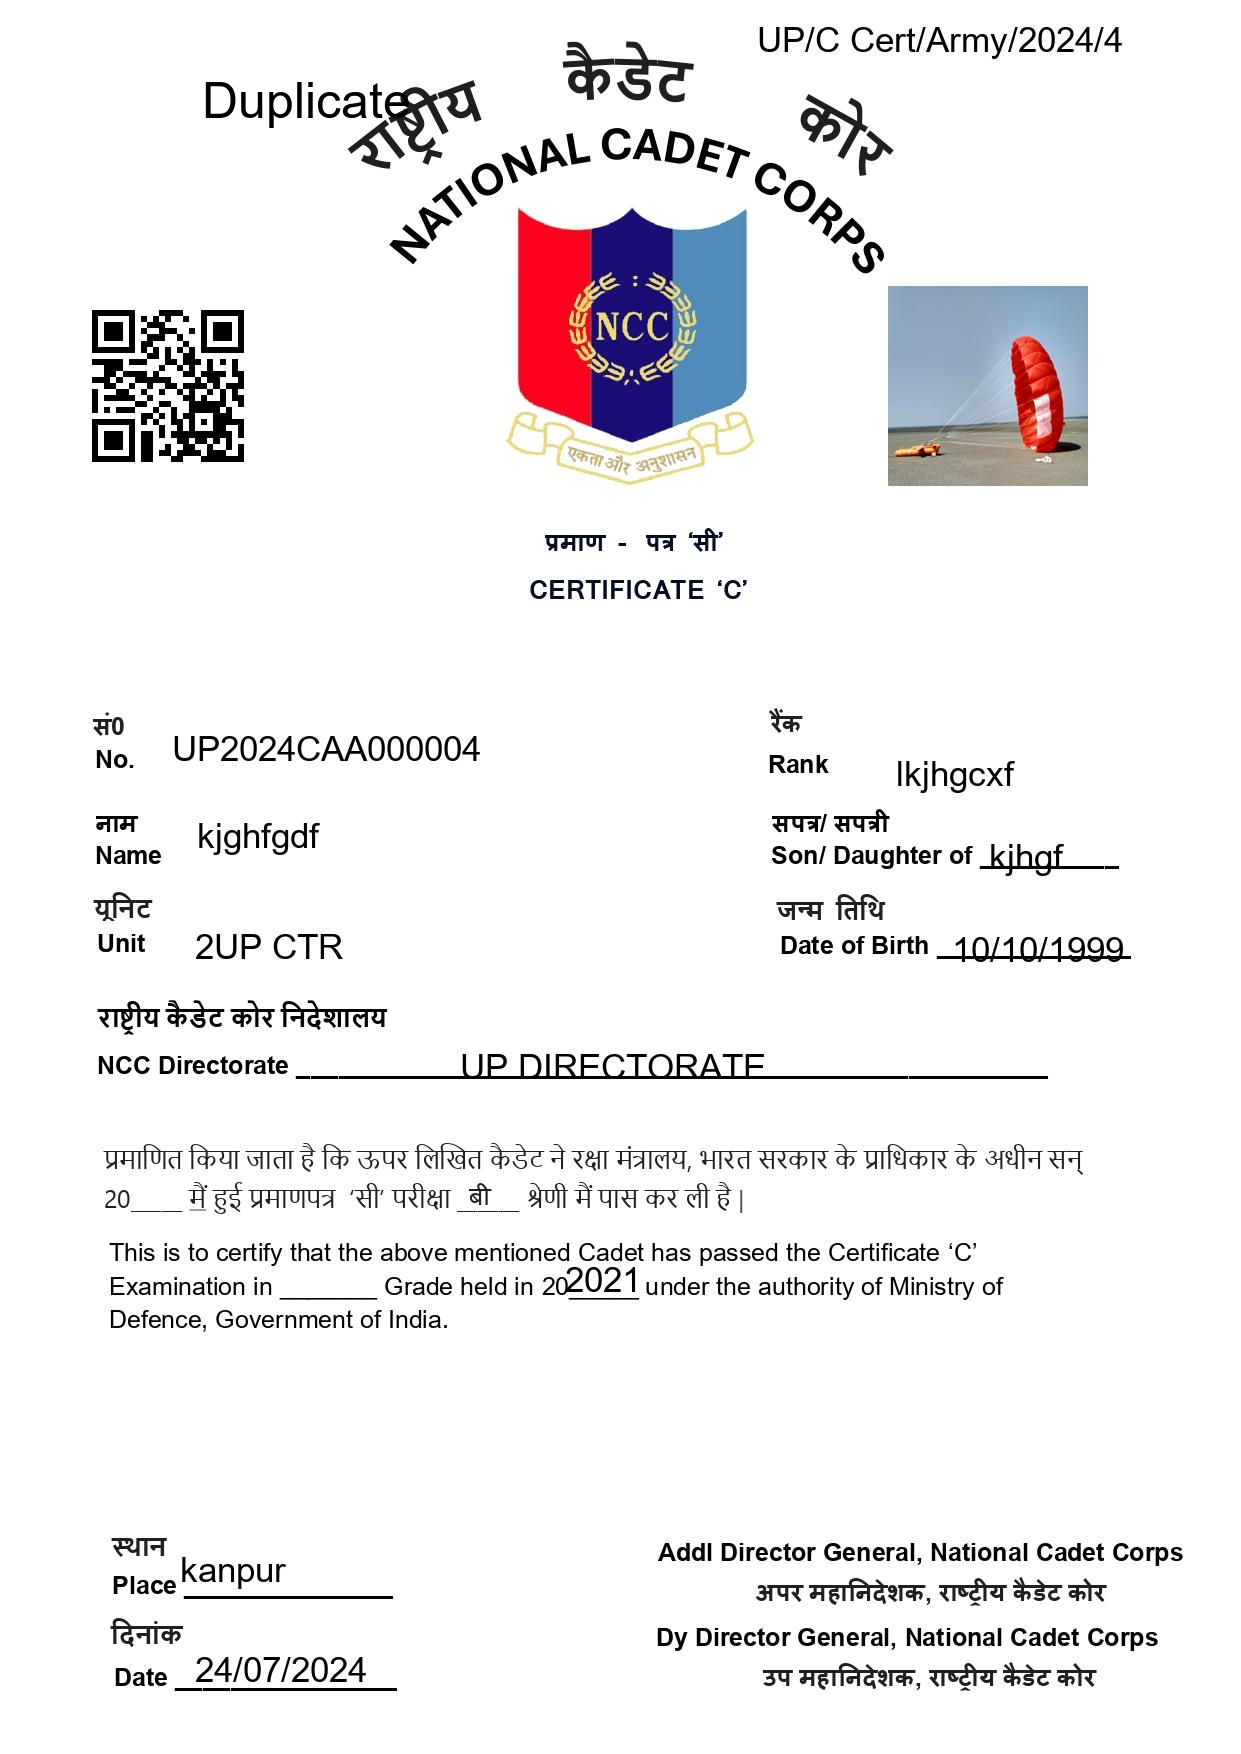 UP/C Cert/Army/2024/4
Duplicate
राष्ट्रीय कैडेट कोर
NATIONAL CADET CORPS
NCC
एकता और अनुशासन
प्रमाण - पत्र ‘सी’
CERTIFICATE ‘C’
सं0
No. UP2024CAA000004
रैंक
Rank lkjhgcxf
नाम
Name kjghfgdf
सपत्र/ सपत्री
Son/ Daughter of kjhgf
यूनिट
Unit 2UP CTR
जन्म तिथि
Date of Birth 10/10/1999
राष्ट्रीय कैडेट कोर निदेशालय
NCC Directorate UP DIRECTORATE
प्रमाणित किया जाता है कि ऊपर लिखित कैडेट ने रक्षा मंत्रालय, भारत सरकार के प्राधिकार के अधीन सन्
20____ मैं हुई प्रमाणपत्र ‘सी’ परीक्षा बी श्रेणी मैं पास कर ली है |
This is to certify that the above mentioned Cadet has passed the Certificate ‘C’
Examination in _______ Grade held in 202021 under the authority of Ministry of
Defence, Government of India.
स्थान
Place kanpur
दिनांक
Date 24/07/2024
Addl Director General, National Cadet Corps
अपर महानिदेशक, राष्ट्रीय कैडेट कोर
Dy Director General, National Cadet Corps
उप महानिदेशक, राष्ट्रीय कैडेट कोर